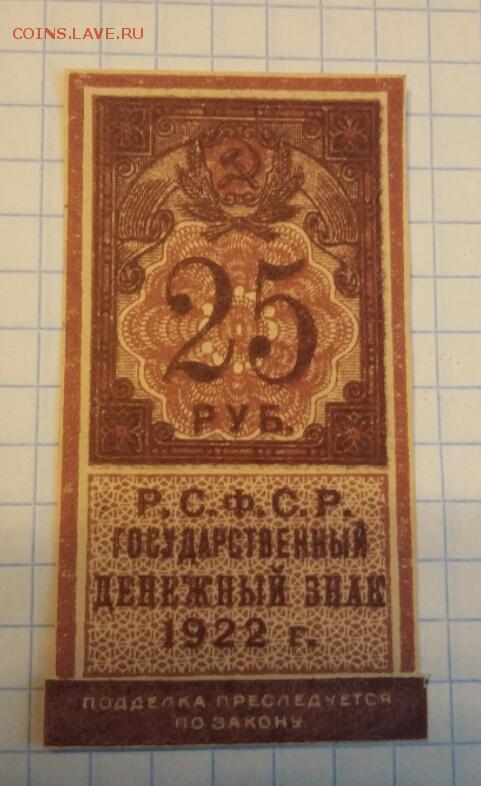 COINS.LAVE.RU
25
РУБ.
Р.С.Ф.С.Р.
ГОСУДАРСТВЕННЫЙ
ДЕНЕЖНЫЙ ЗНАК
1922 г.
ПОДДЕЛКА ПРЕСЛЕДУЕТСЯ
ПО ЗАКОНУ.